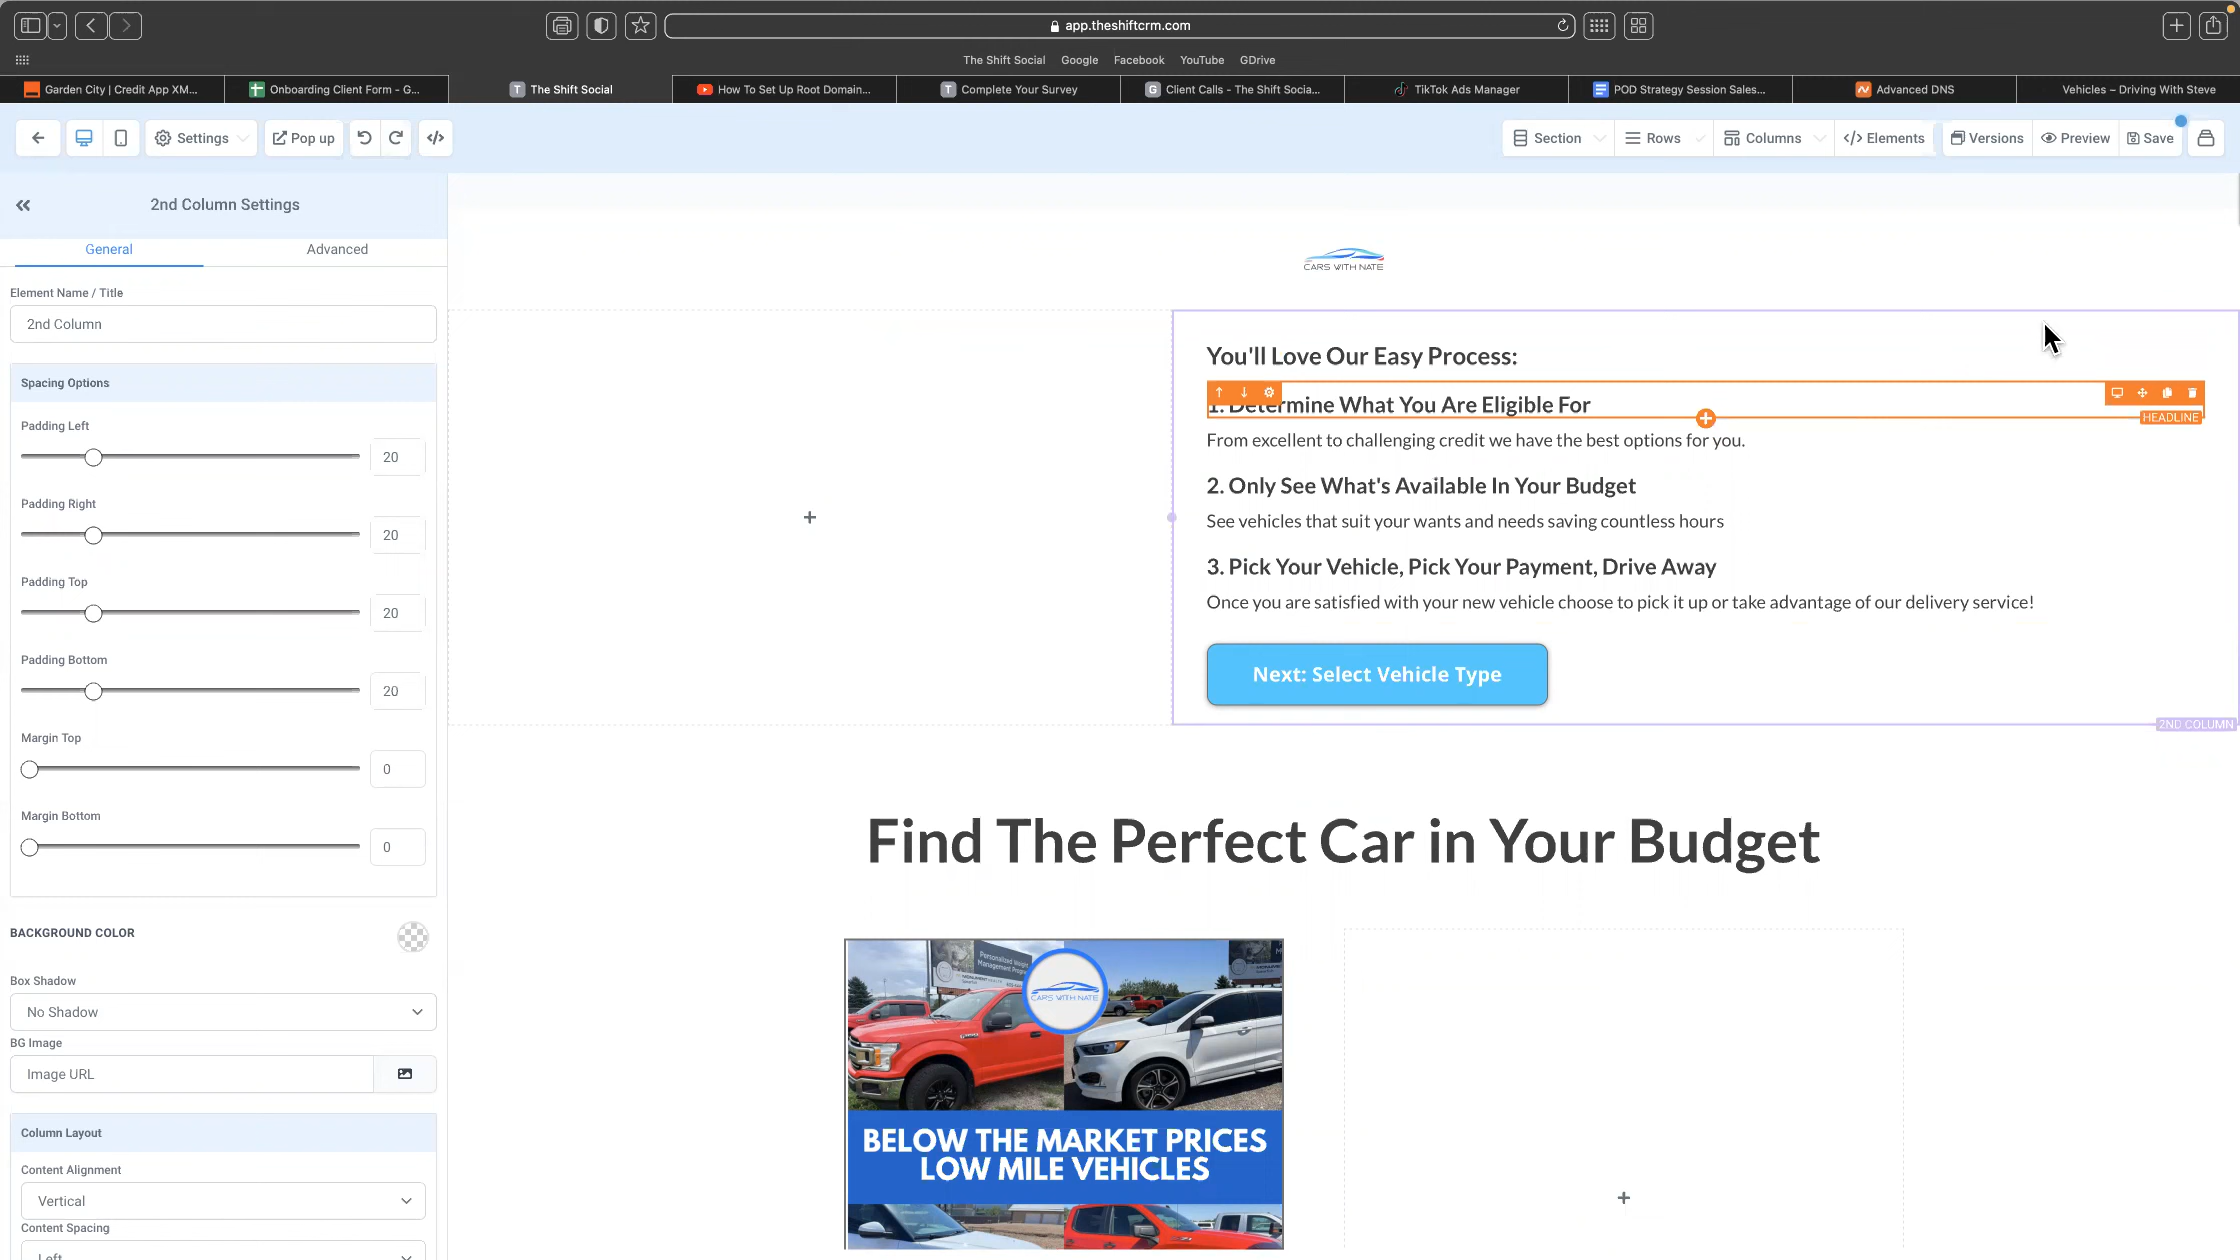 app.theshiftcrm.com
The Shift Social
Google
Facebook
YouTube
GDrive
Garden City | Credit App XM...
Onboarding Client Form - G...
The Shift Social
How To Set Up Root Domain...
Complete Your Survey
Client Calls - The Shift Socia...
TikTok Ads Manager
POD Strategy Session Sales...
Advanced DNS
Vehicles – Driving With Steve
Settings
Pop up
Section
Rows
Columns
Elements
Versions
Preview
Save
2nd Column Settings
General
Advanced
Element Name / Title
2nd Column
Spacing Options
Padding Left
20
Padding Right
20
Padding Top
20
Padding Bottom
20
Margin Top
0
Margin Bottom
0
BACKGROUND COLOR
Box Shadow
No Shadow
BG Image
Image URL
Column Layout
Content Alignment
Vertical
Content Spacing
Left
CARS WITH NATE
You'll Love Our Easy Process:
1. Determine What You Are Eligible For
HEADLINE
From excellent to challenging credit we have the best options for you.
2. Only See What's Available In Your Budget
See vehicles that suit your wants and needs saving countless hours
3. Pick Your Vehicle, Pick Your Payment, Drive Away
Once you are satisfied with your new vehicle choose to pick it up or take advantage of our delivery service!
Next: Select Vehicle Type
2ND COLUMN
Find The Perfect Car in Your Budget
Personalized Weight
Management Progr
CARS WITH NATE
BELOW THE MARKET PRICES
LOW MILE VEHICLES